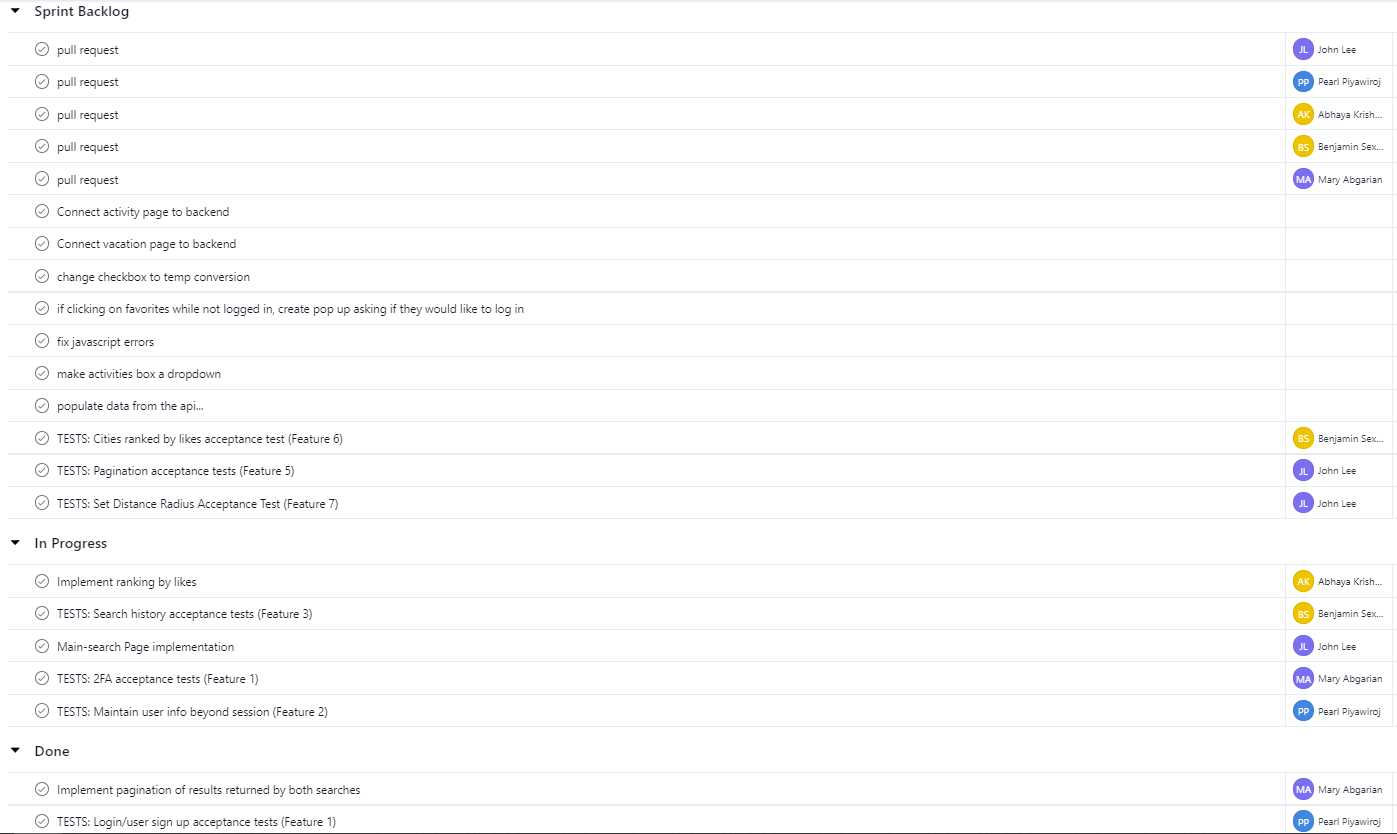 Sprint Backlog
pull request JL John Lee
pull request PP Pearl Piyawiroj
pull request AK Abhaya Krish...
pull request BS Benjamin Sex...
pull request MA Mary Abgarian
Connect activity page to backend
Connect vacation page to backend
change checkbox to temp conversion
if clicking on favorites while not logged in, create pop up asking if they would like to log in
fix javascript errors
make activities box a dropdown
populate data from the api...
TESTS: Cities ranked by likes acceptance test (Feature 6) BS Benjamin Sex...
TESTS: Pagination acceptance tests (Feature 5) JL John Lee
TESTS: Set Distance Radius Acceptance Test (Feature 7) JL John Lee
In Progress
Implement ranking by likes AK Abhaya Krish...
TESTS: Search history acceptance tests (Feature 3) BS Benjamin Sex...
Main-search Page implementation JL John Lee
TESTS: 2FA acceptance tests (Feature 1) MA Mary Abgarian
TESTS: Maintain user info beyond session (Feature 2) PP Pearl Piyawiroj
Done
Implement pagination of results returned by both searches MA Mary Abgarian
TESTS: Login/user sign up acceptance tests (Feature 1) PP Pearl Piyawiroj